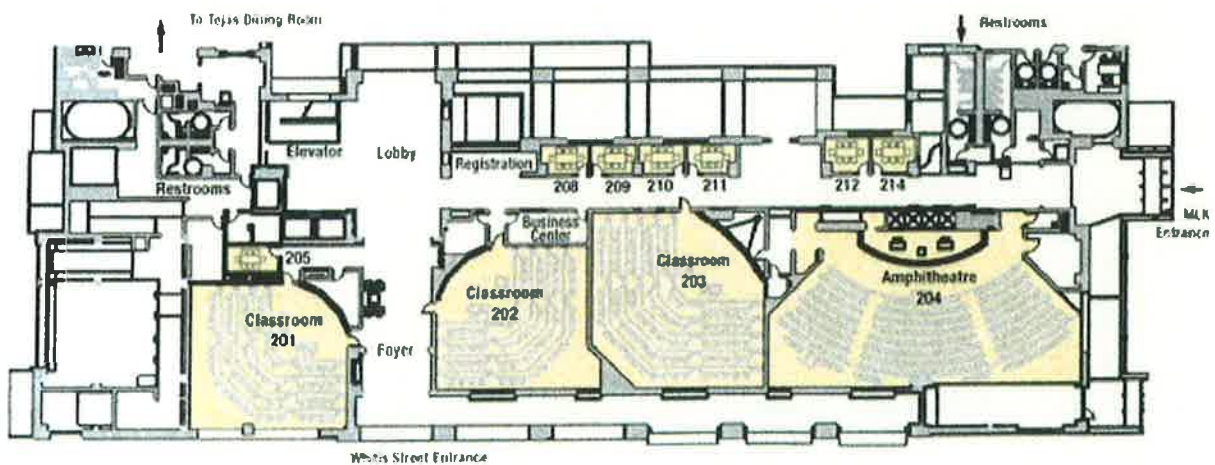 To Tejas Dining Room
Restrooms
Elevator
Lobby
Registration
208
209
210
211
212
214
Restrooms
MLK
Entrance
Business
Center
205
Classroom
201
Classroom
202
Classroom
203
Amphitheatre
204
Foyer
Whitis Street Entrance